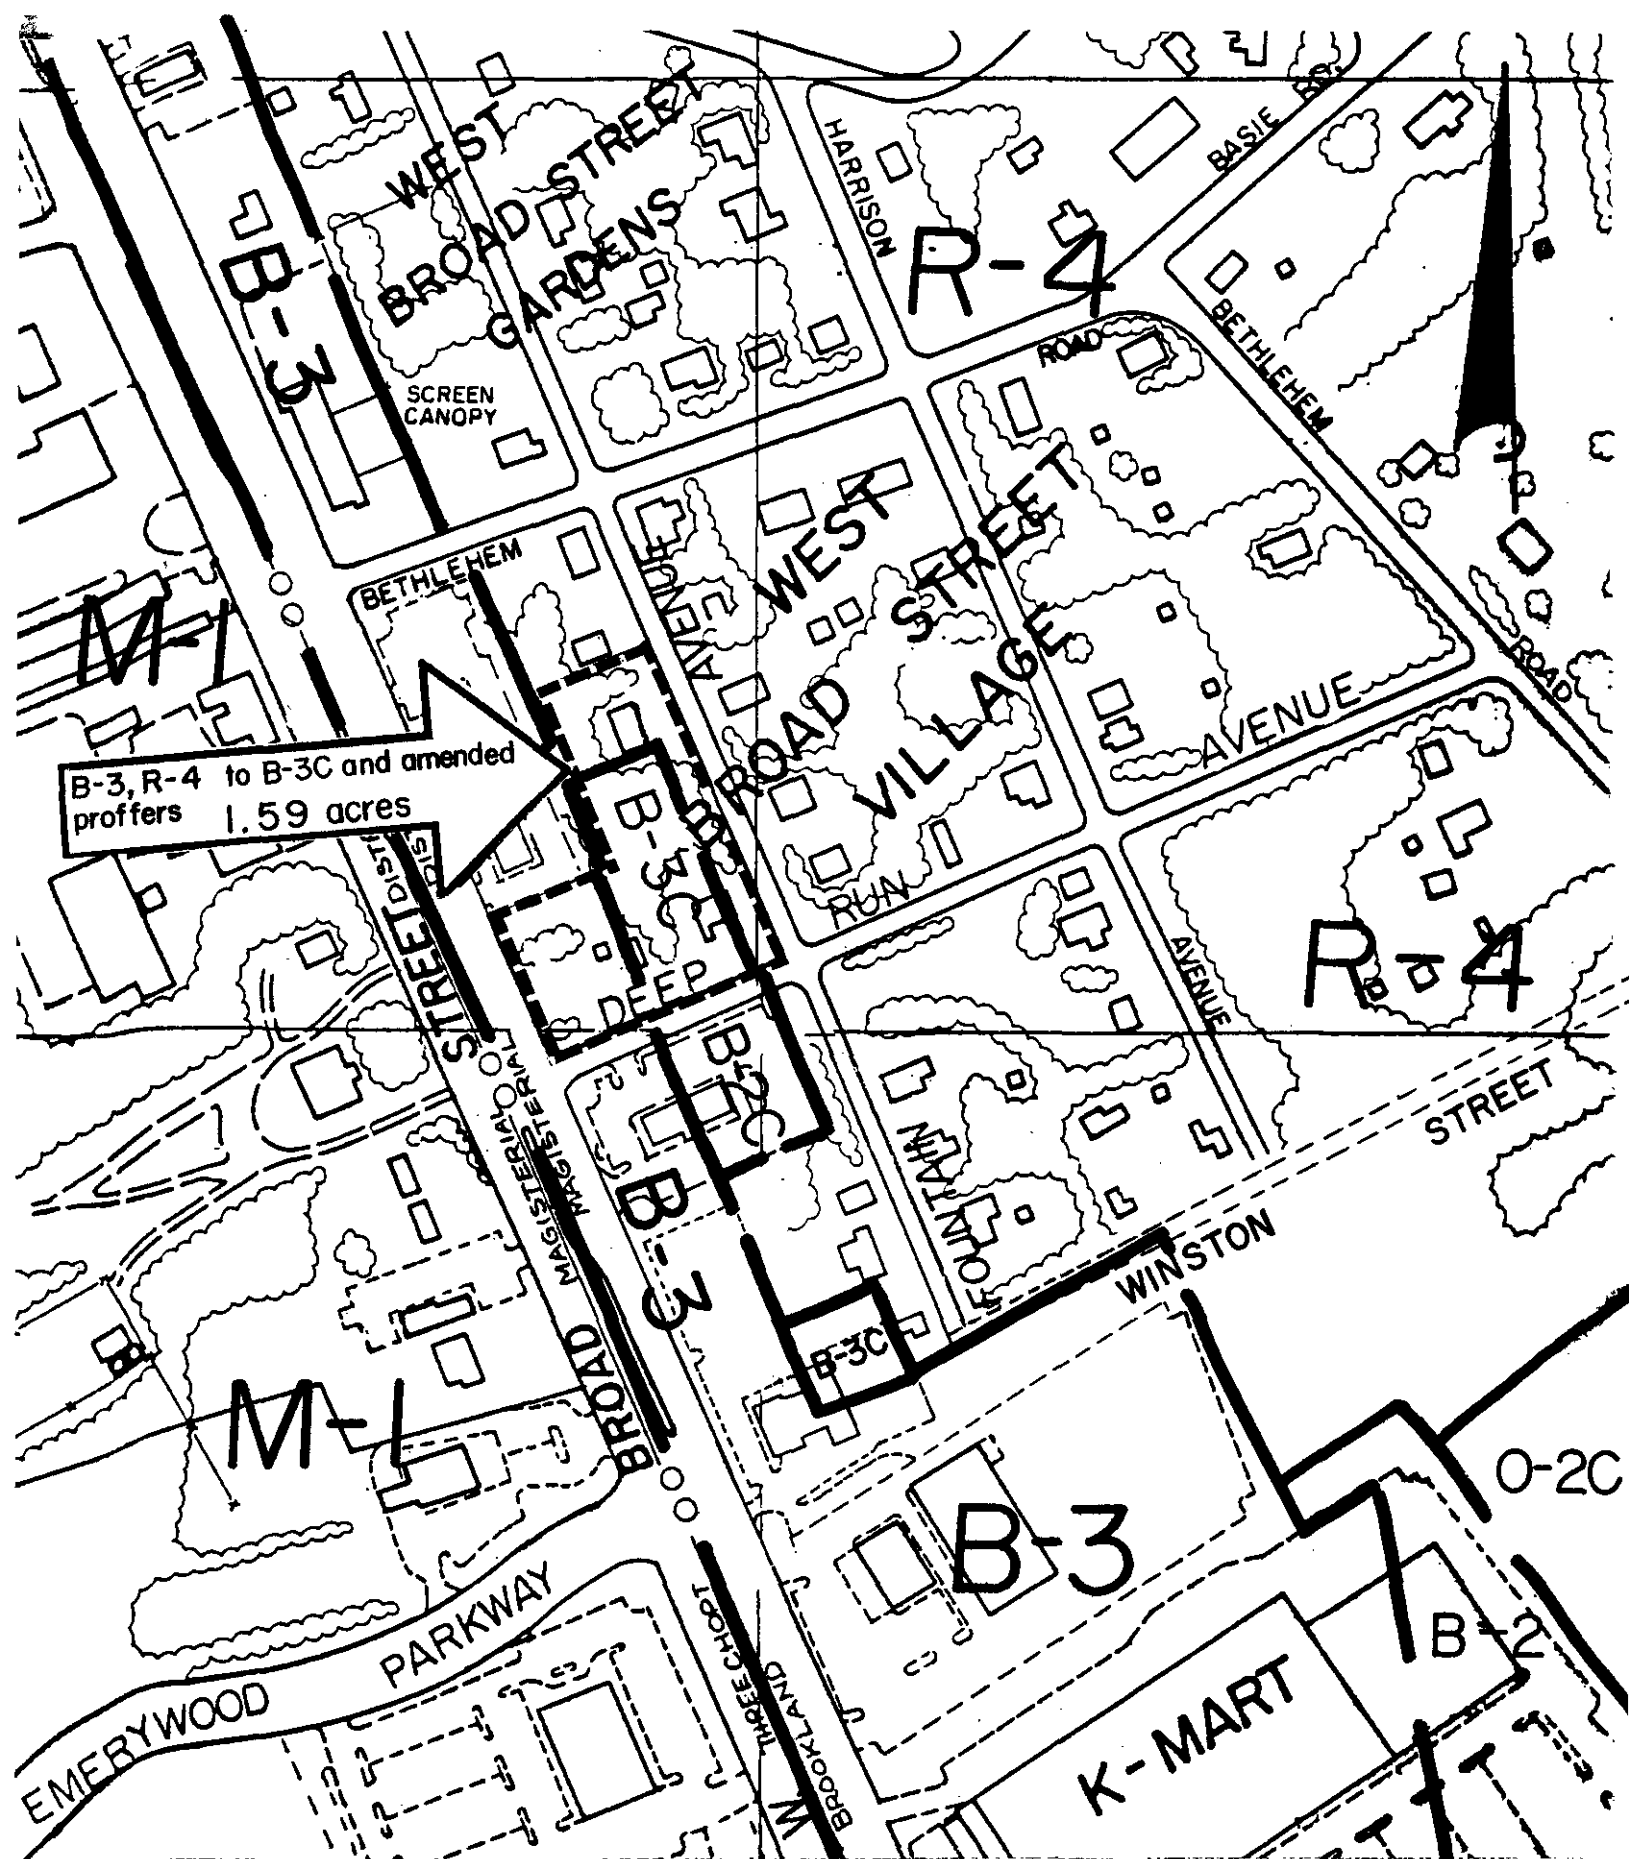 WEST
BROAD STREET
GARDENS
HARRISON
BASIE RD
R-4
B-3
BETHLEHEM
ROAD
SCREEN
CANOPY
BETHLEHEM
AVENUE
WEST
BROAD STREET
VILLAGE
M-1
ROAD
AVENUE
B-3, R-4 to B-3C and amended
proffers 1.59 acres
B-3C
RUN
DEEP
STREET
AVENUE
R-4
B-2C
MAGISTERIAL
MAGISTERIAL
STREET
FOUNTAIN
B-3
WINSTON
B-3C
BROAD
M-1
O-2C
B-3
B-2
PARKWAY
EMERYWOOD
THREE CHOPT
BROOKLAND
K-MART
W